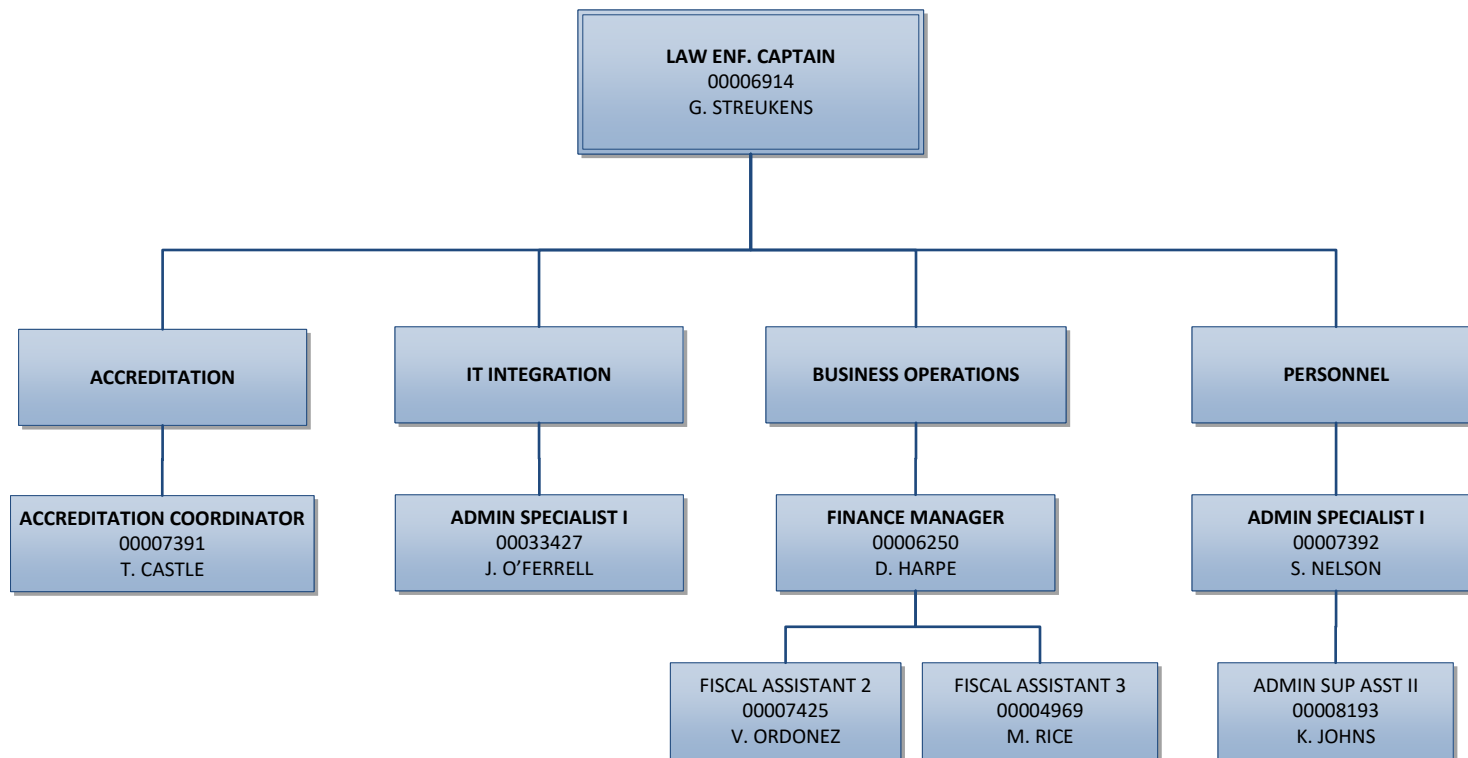 LAW ENF. CAPTAIN
00006914
G. STREUKENS
ACCREDITATION
IT INTEGRATION
BUSINESS OPERATIONS
PERSONNEL
ACCREDITATION COORDINATOR
00007391
T. CASTLE
ADMIN SPECIALIST I
00033427
J. O’FERRELL
FINANCE MANAGER
00006250
D. HARPE
ADMIN SPECIALIST I
00007392
S. NELSON
FISCAL ASSISTANT 2
00007425
V. ORDONEZ
FISCAL ASSISTANT 3
00004969
M. RICE
ADMIN SUP ASST II
00008193
K. JOHNS